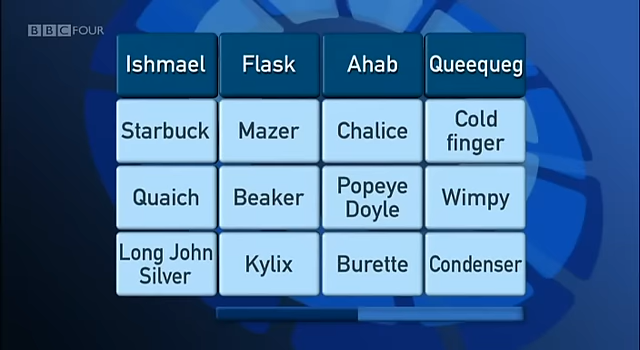 BBC FOUR
Ishmael Flask Ahab Queequeg
Starbuck Mazer Chalice Cold
finger
Quaich Beaker Popeye
Doyle Wimpy
Long John
Silver Kylix Burette Condenser